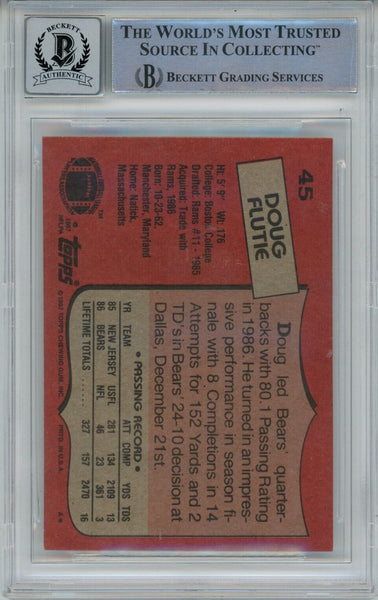 BECKETT
B
AUTHENTIC
THE WORLD'S MOST TRUSTED
SOURCE IN COLLECTING™
B BECKETT GRADING SERVICES
45
DOUG
FLUTIE
Ht: 5' 9" Wt: 176
College: Boston College
Drafted: Rams #11 - 1985
Acquired: Trade with
Rams, 1986
Born: 10-23-62,
Manchester, Maryland
Home: Natick,
Massachusetts
Doug led Bears' quarter-
backs with 80.1 Passing Rating
in 1986. He turned in an impres-
sive performance in season fi-
nale with 8 Completions in 14
Attempts for 152 Yards and 2
TD's in Bears' 24-10 decision at
Dallas, December 21st.
• PASSING RECORD •
YR TEAM ATT COMP YDS TDS
85 NEW JERSEY USFL 281 134 2109 13
86 BEARS NFL 46 23 361 3
LIFETIME TOTALS 327 157 2470 16
TM
© 1987
NFLPA
Topps
© 1987 TOPPS CHEWING GUM, INC.
PRTD. IN U.S.A.